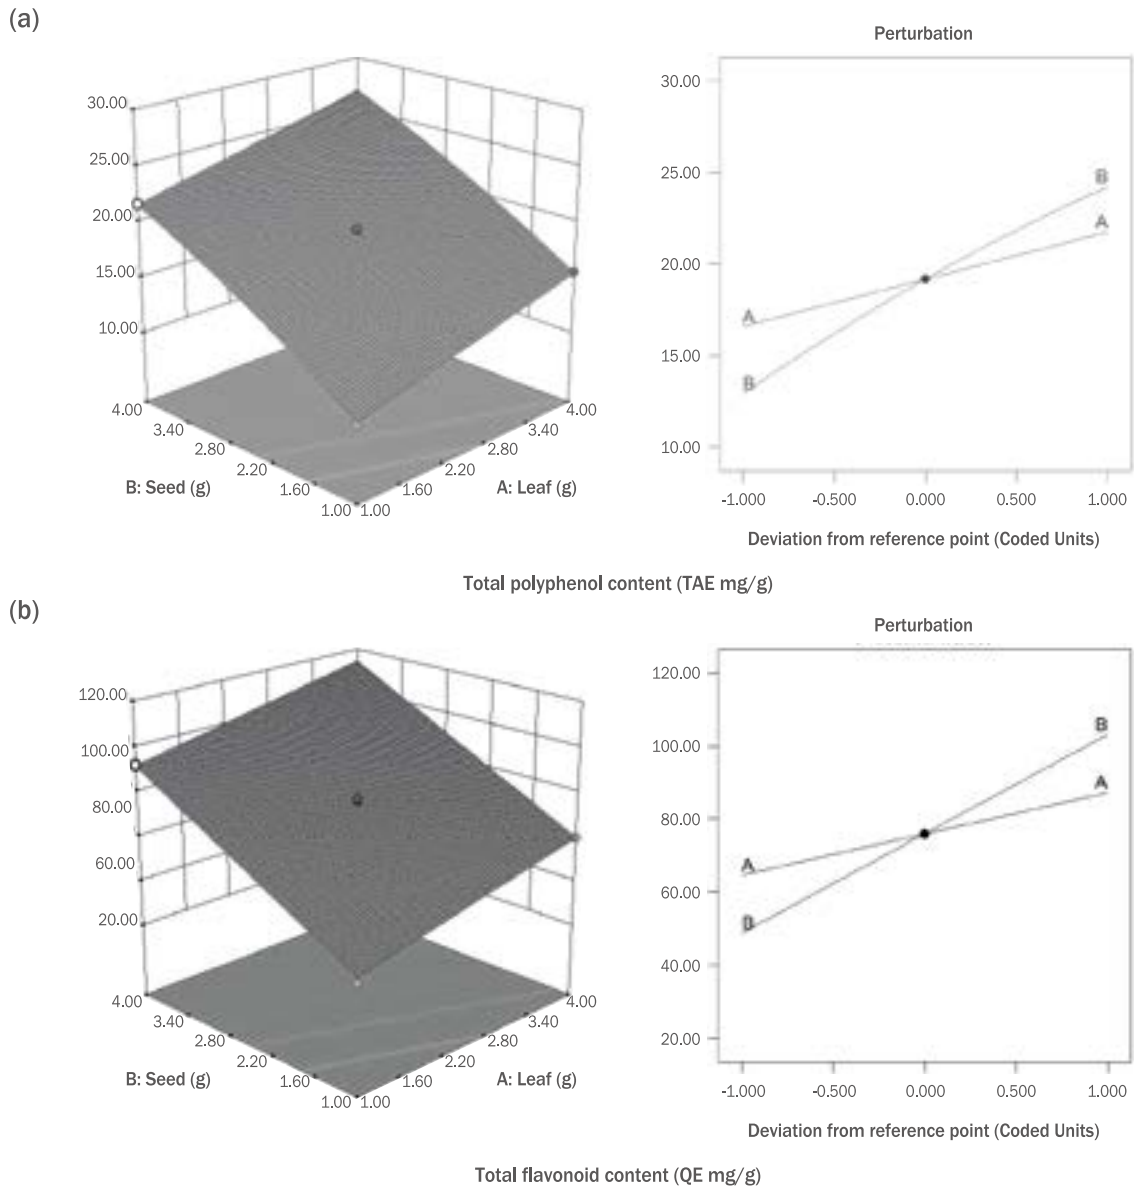 (a)
Perturbation
30.00
25.00
20.00
15.00
10.00
4.00
3.40
2.80
2.20
1.60
1.00
1.00
1.60
2.20
2.80
3.40
4.00
B: Seed (g)
A: Leaf (g)
30.00
25.00
20.00
15.00
10.00
B
A
A
B
-1.000 -0.500 0.000 0.500 1.000
Deviation from reference point (Coded Units)
Total polyphenol content (TAE mg/g)
(b)
Perturbation
120.00
100.00
80.00
60.00
20.00
4.00
3.40
2.80
2.20
1.60
1.00
1.00
1.60
2.20
2.80
3.40
4.00
B: Seed (g)
A: Leaf (g)
120.00
100.00
80.00
60.00
40.00
20.00
B
A
A
B
-1.000 -0.500 0.000 0.500 1.000
Deviation from reference point (Coded Units)
Total flavonoid content (QE mg/g)